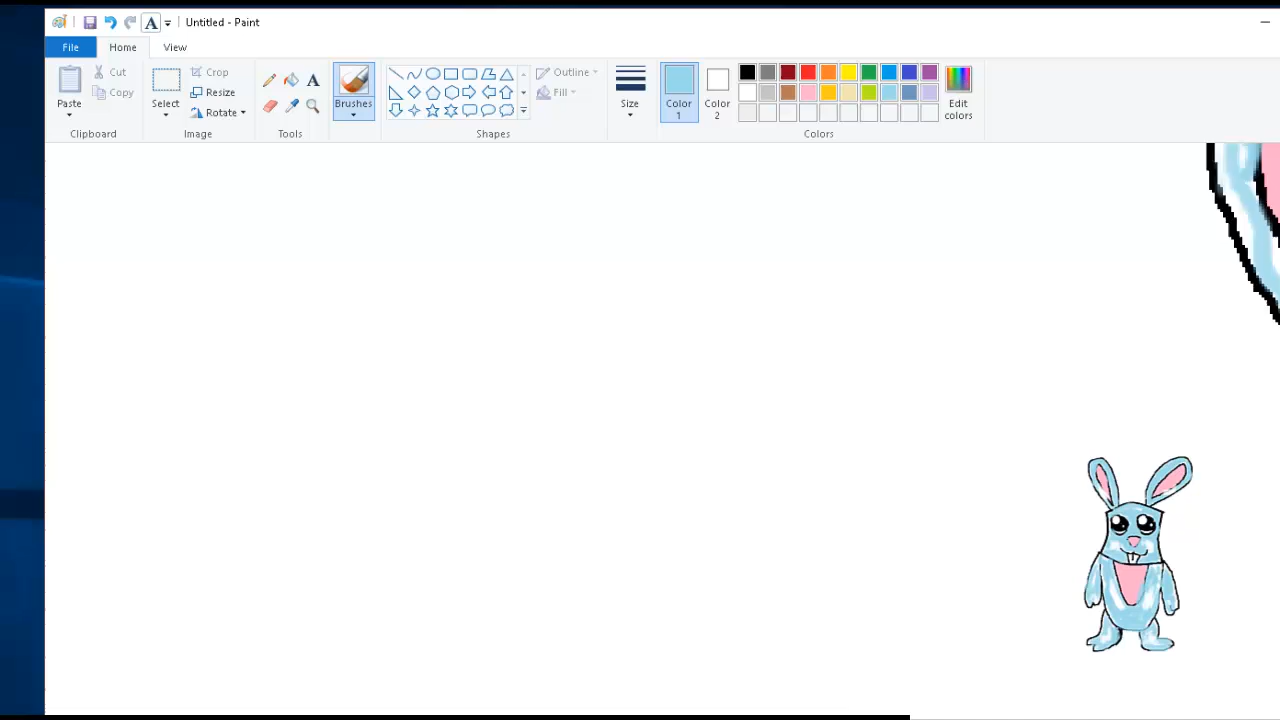 A Untitled - Paint
File Home View
Paste Cut Copy Clipboard
Select Crop Resize Rotate Image
A Tools
Brushes
Outline Fill Shapes
Size
Color 1
Color 2
Edit colors
Colors